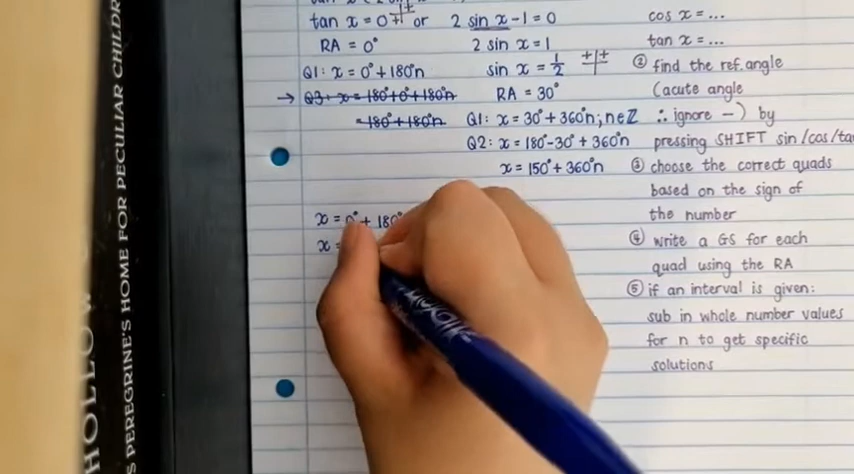 tan x = 0 or 2 sin x - 1 = 0
RA = 0° 2 sin x = 1
Q1: x = 0° + 180°n sin x = 1/2
→ Q3: x = 180° + 0° + 180°n RA = 30°
= 180° + 180°n Q1: x = 30° + 360°n; n∈ℤ
Q2: x = 180° - 30° + 360°n
x = 150° + 360°n
x = 0° + 180°
x =
cos x = ...
tan x = ...
② find the ref. angle
(acute angle
∴ ignore -) by
pressing SHIFT sin/cos/tan
③ choose the correct quads
based on the sign of
the number
④ write a GS for each
quad using the RA
⑤ if an interval is given:
sub in whole number values
for n to get specific
solutions
HOLLOW
S PEREGRINE'S HOME FOR PECULIAR CHILDR